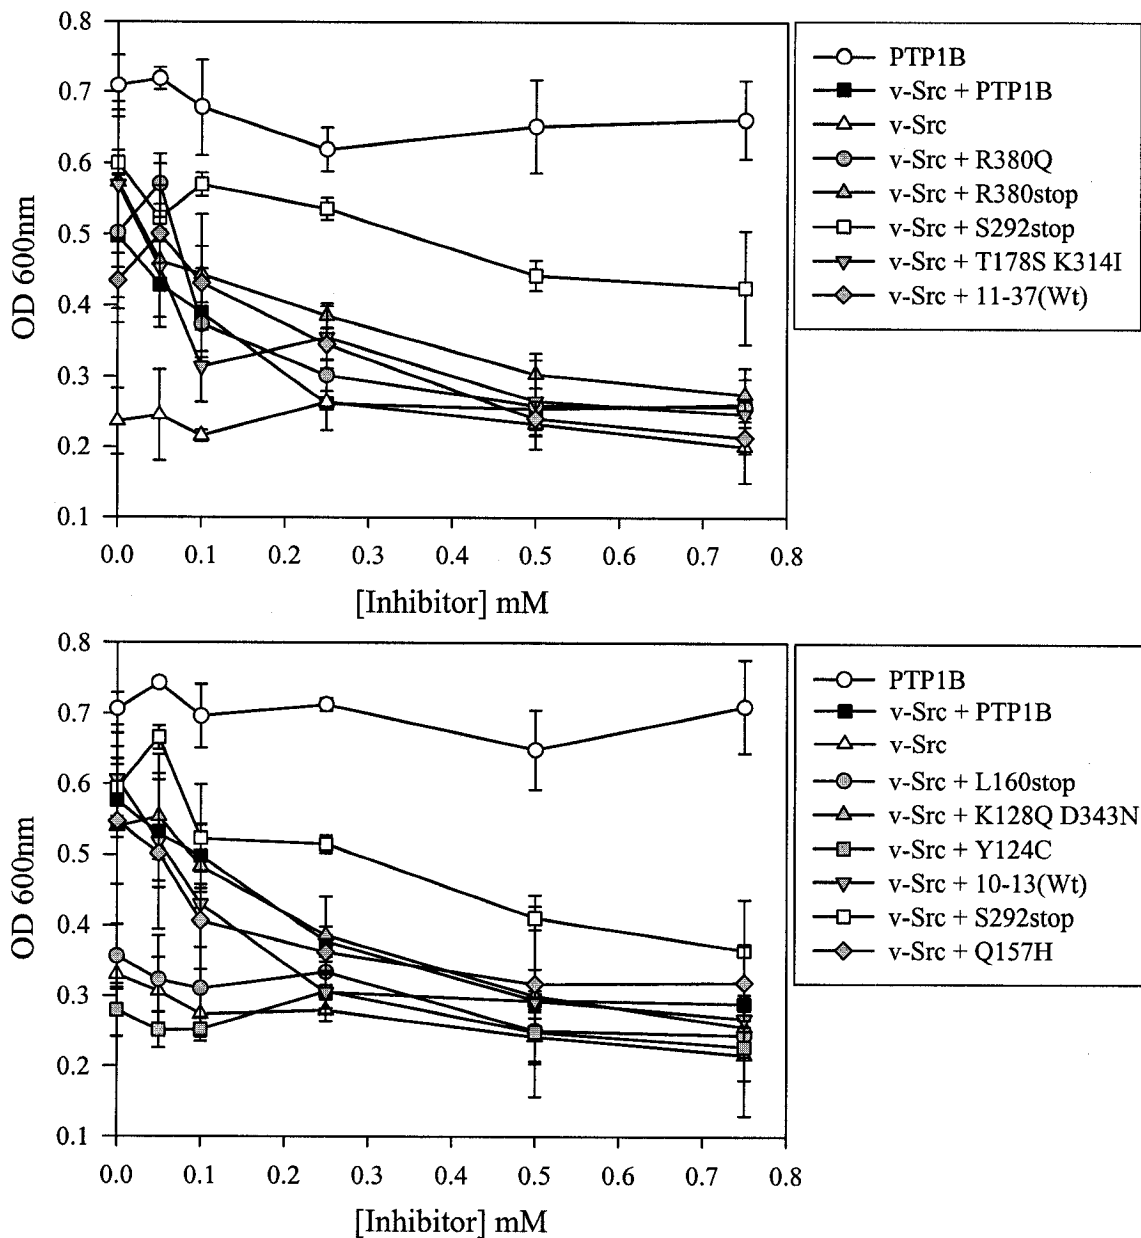 0.8
0.7
0.6
0.5
0.4
0.3
0.2
0.1
OD 600nm
0.0 0.1 0.2 0.3 0.4 0.5 0.6 0.7 0.8
[Inhibitor] mM
PTP1B
v-Src + PTP1B
v-Src
v-Src + R380Q
v-Src + R380stop
v-Src + S292stop
v-Src + T178S K314I
v-Src + 11-37(Wt)
0.8
0.7
0.6
0.5
0.4
0.3
0.2
0.1
OD 600nm
0.0 0.1 0.2 0.3 0.4 0.5 0.6 0.7 0.8
[Inhibitor] mM
PTP1B
v-Src + PTP1B
v-Src
v-Src + L160stop
v-Src + K128Q D343N
v-Src + Y124C
v-Src + 10-13(Wt)
v-Src + S292stop
v-Src + Q157H